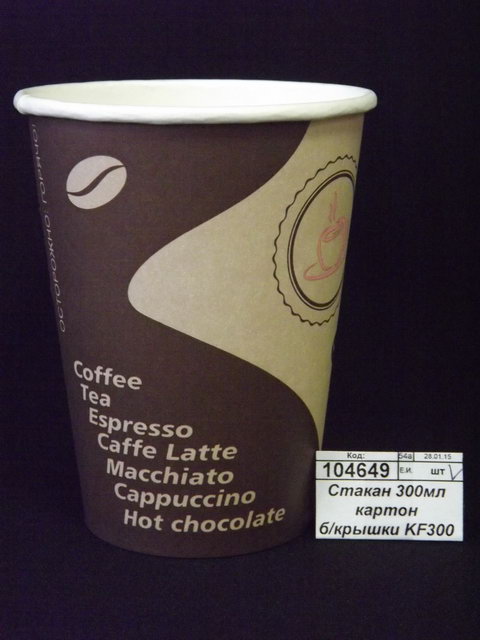 ОСТОРОЖНО: ГОРЯЧО!
Coffee
Tea
Espresso
Caffe Latte
Macchiato
Cappuccino
Hot chocolate
Код: 54а 28.01.15
104649 Е.И. шт
Стакан 300мл
картон
б/крышки KF300